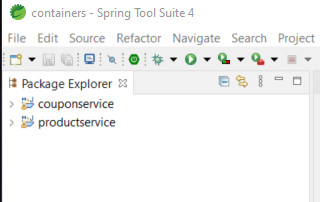 containers - Spring Tool Suite 4
File Edit Source Refactor Navigate Search Project
Package Explorer
couponservice
productservice